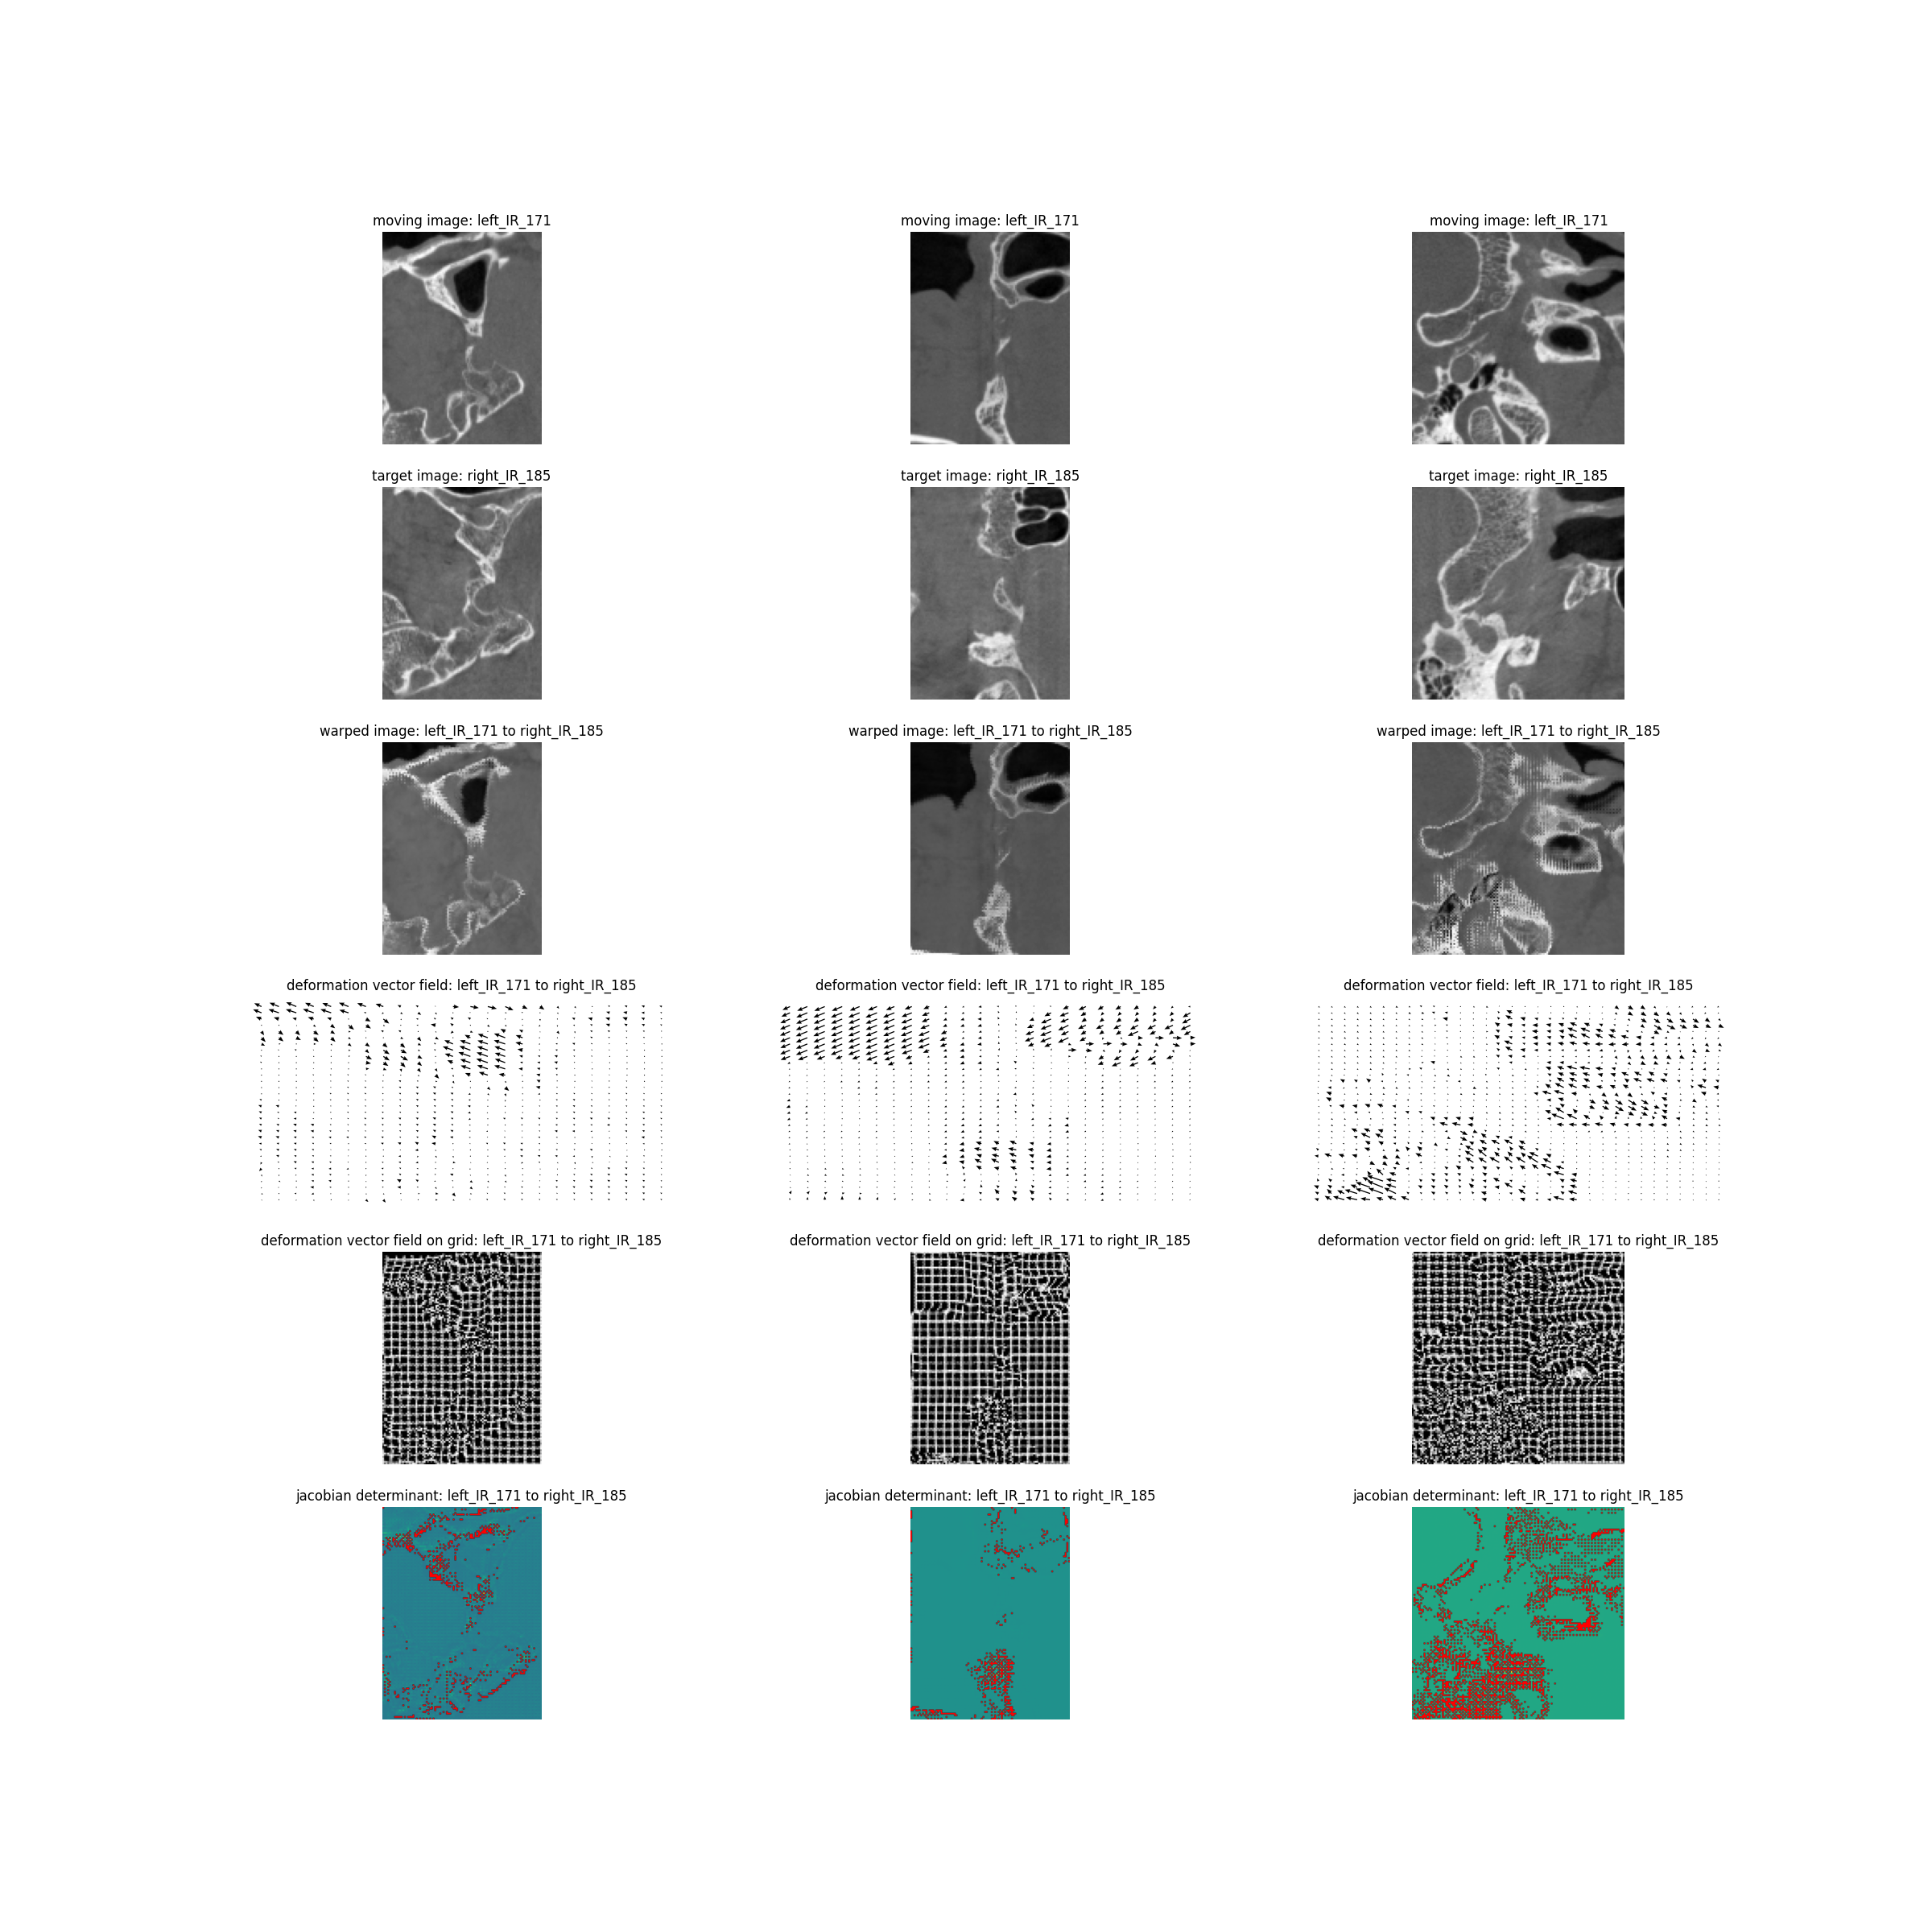 moving image: left_IR_171
moving image: left_IR_171
moving image: left_IR_171
target image: right_IR_185
target image: right_IR_185
target image: right_IR_185
warped image: left_IR_171 to right_IR_185
warped image: left_IR_171 to right_IR_185
warped image: left_IR_171 to right_IR_185
deformation vector field: left_IR_171 to right_IR_185
deformation vector field: left_IR_171 to right_IR_185
deformation vector field: left_IR_171 to right_IR_185
deformation vector field on grid: left_IR_171 to right_IR_185
deformation vector field on grid: left_IR_171 to right_IR_185
deformation vector field on grid: left_IR_171 to right_IR_185
jacobian determinant: left_IR_171 to right_IR_185
jacobian determinant: left_IR_171 to right_IR_185
jacobian determinant: left_IR_171 to right_IR_185